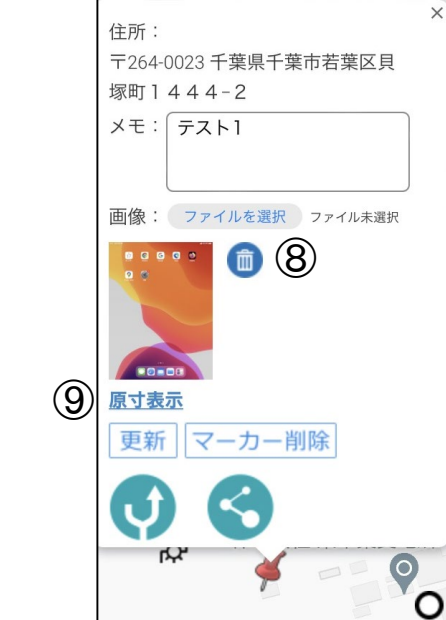 ×
住所：
〒264-0023 千葉県千葉市若葉区貝
塚町１４４４−２
メモ： テスト1
画像： ファイルを選択 ファイル未選択
⑧
⑨ 原寸表示
更新 マーカー削除